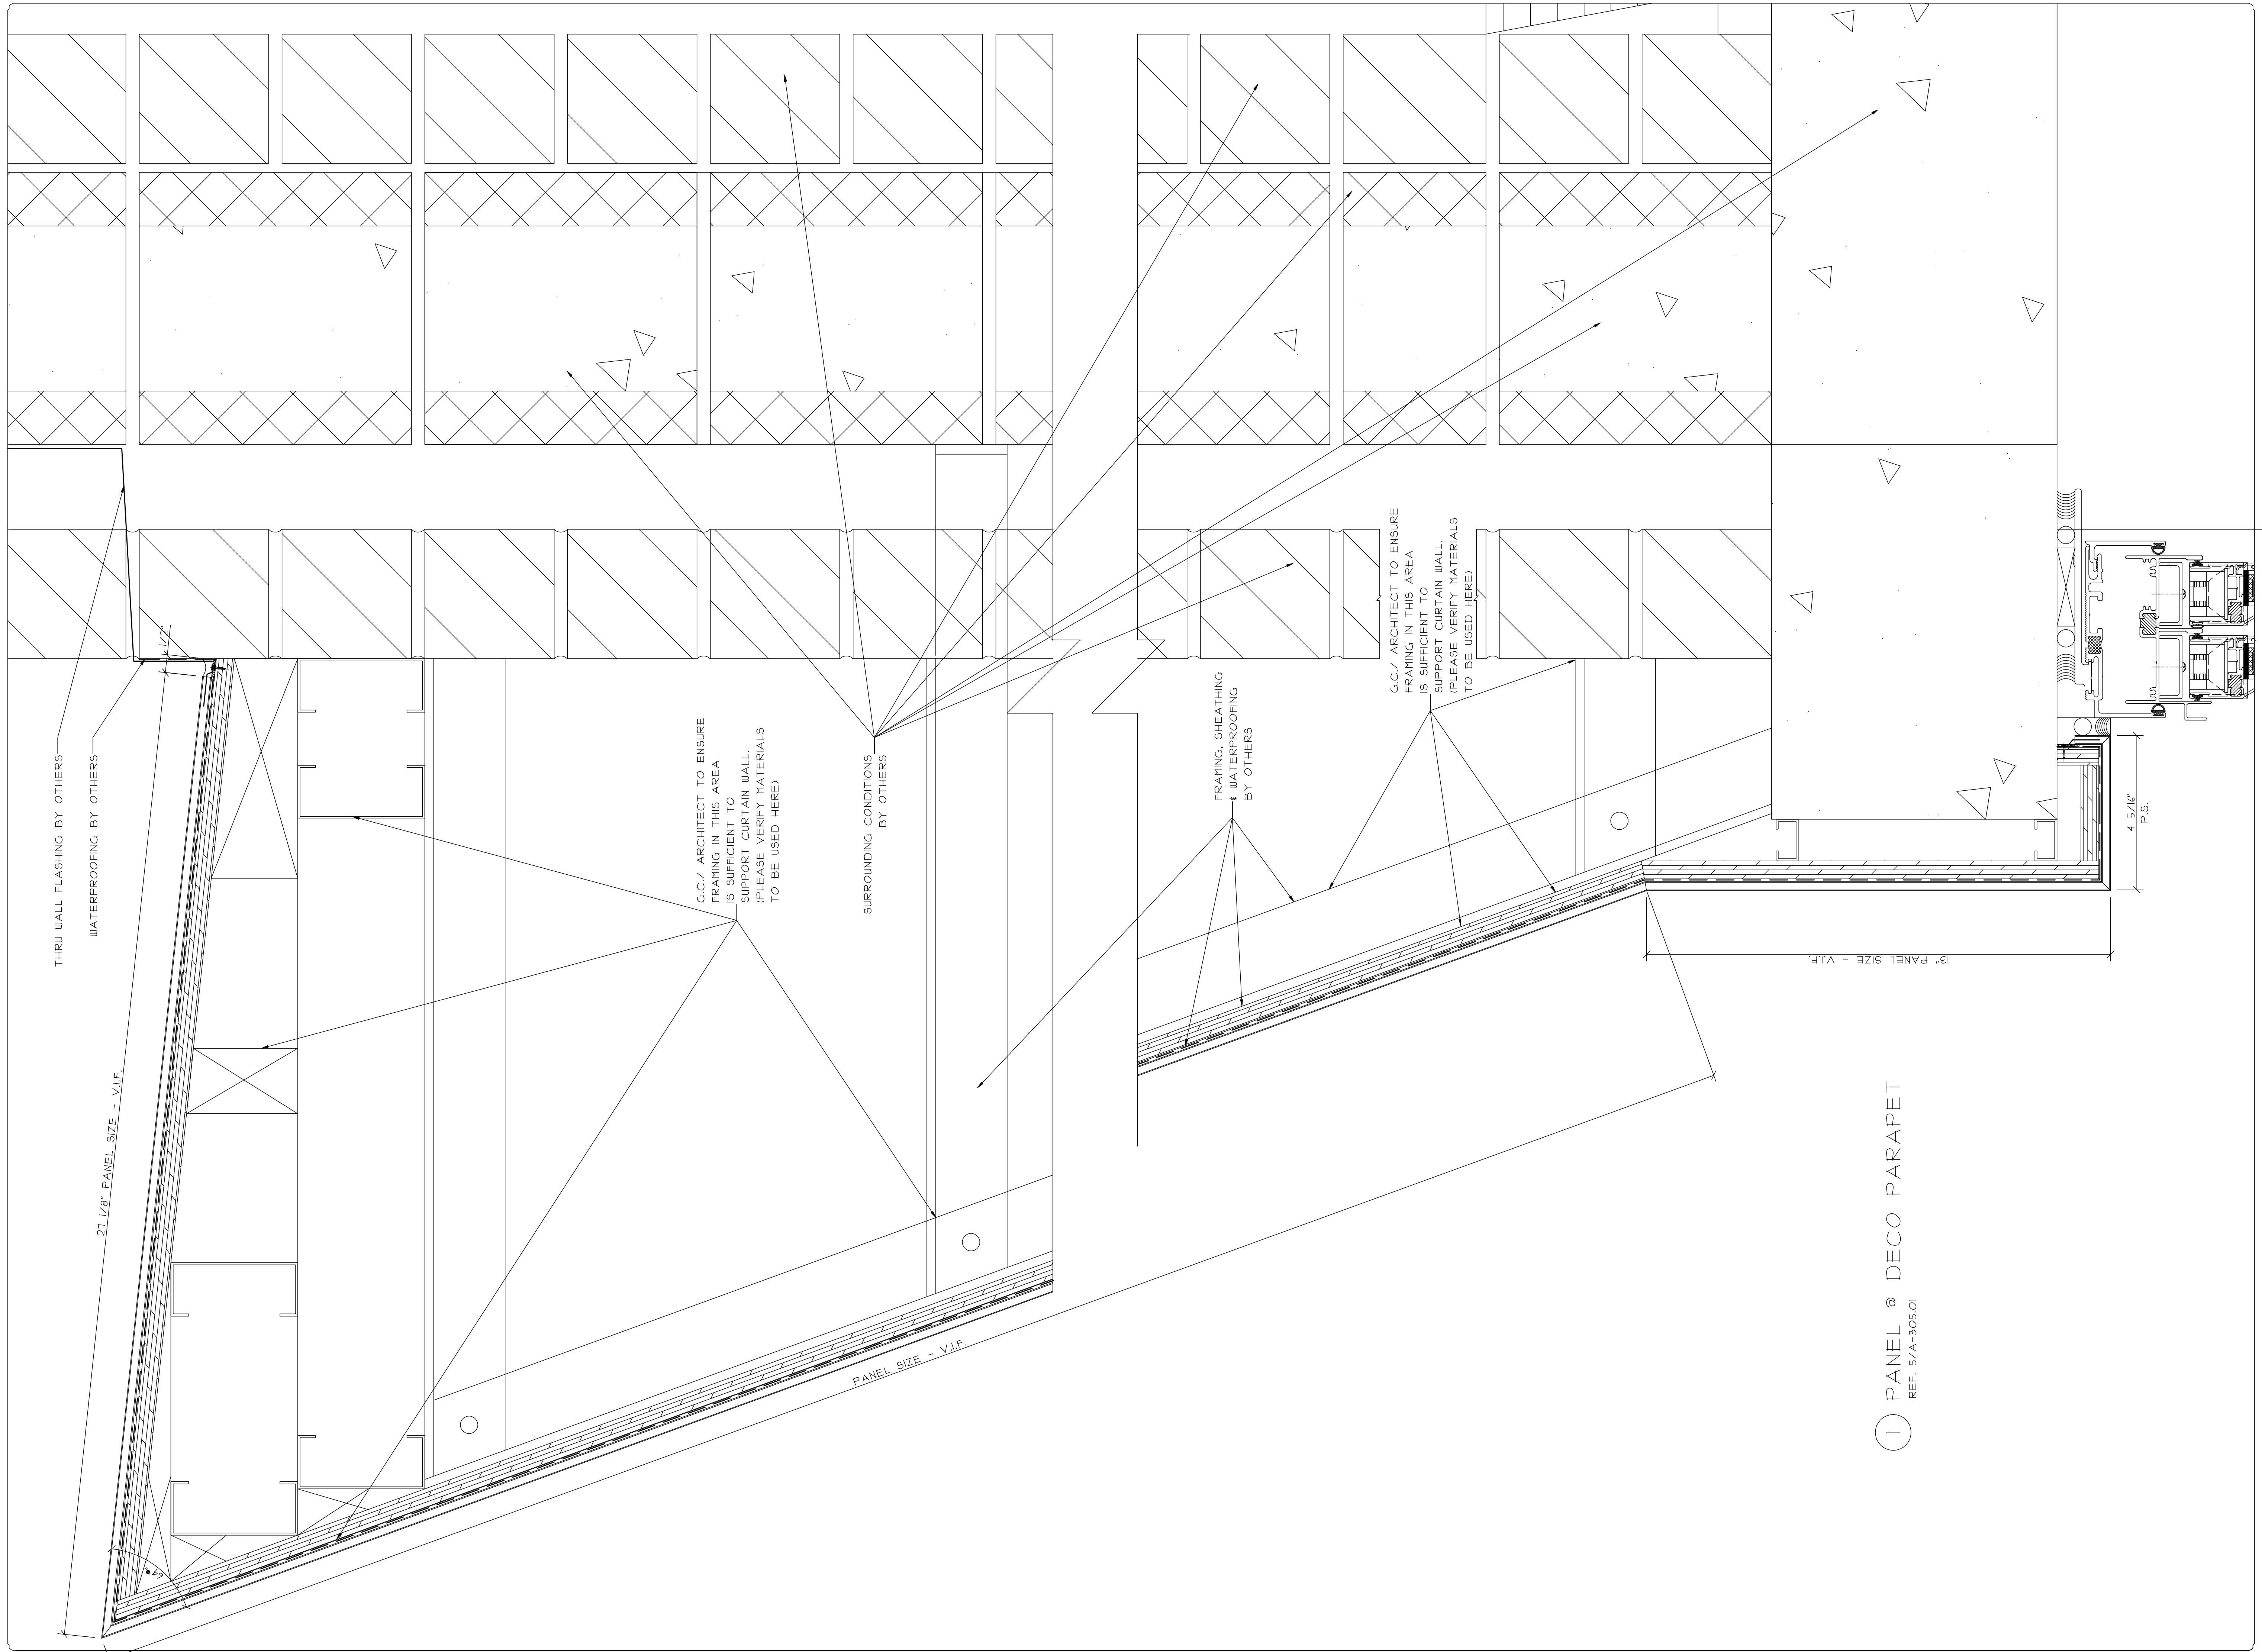 THRU WALL FLASHING BY OTHERS
WATERPROOFING BY OTHERS
1 1/2"
27 1/8" PANEL SIZE - V.I.F.
G.C./ ARCHITECT TO ENSURE
FRAMING IN THIS AREA
IS SUFFICIENT TO
SUPPORT CURTAIN WALL.
(PLEASE VERIFY MATERIALS
TO BE USED HERE)
SURROUNDING CONDITIONS
BY OTHERS
FRAMING, SHEATHING
& WATERPROOFING
BY OTHERS
G.C./ ARCHITECT TO ENSURE
FRAMING IN THIS AREA
IS SUFFICIENT TO
SUPPORT CURTAIN WALL.
(PLEASE VERIFY MATERIALS
TO BE USED HERE)
PANEL SIZE - V.I.F.
13" PANEL SIZE - V.I.F.
4 5/16"
P.S.
1 PANEL @ DECO PARAPET
REF. 5/A-305.01